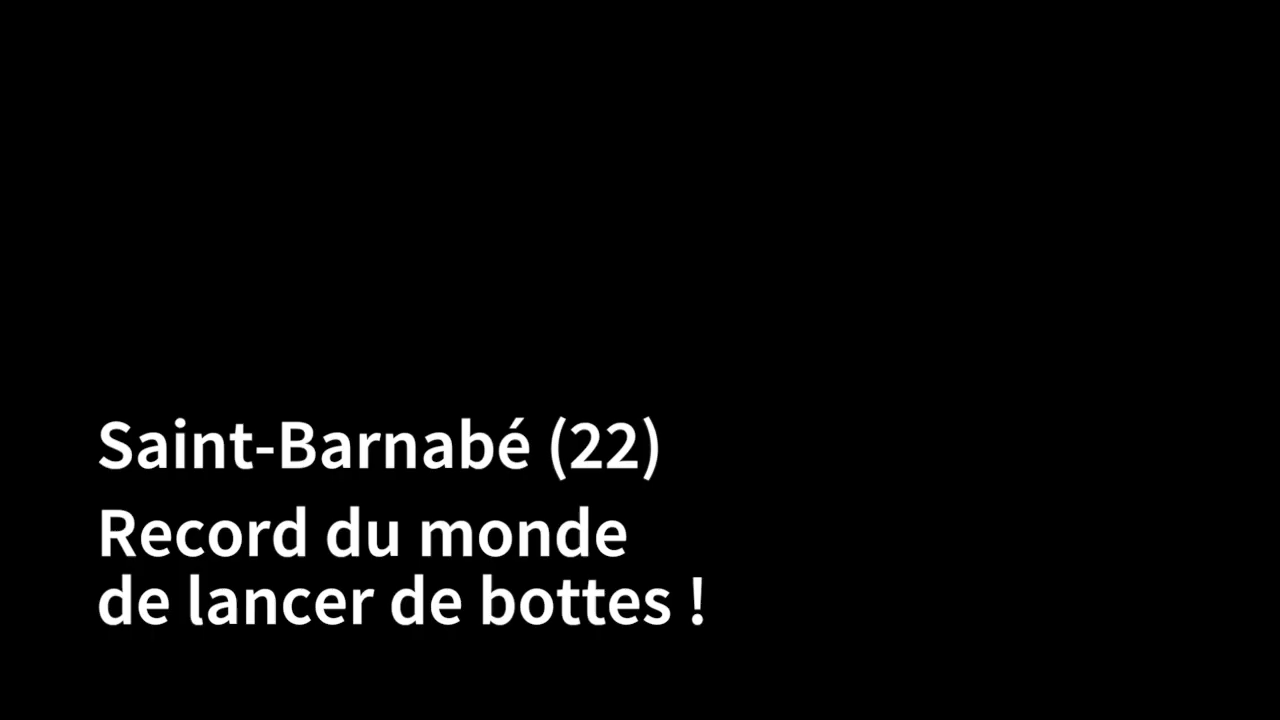 Saint-Barnabé (22)
Record du monde
de lancer de bottes !